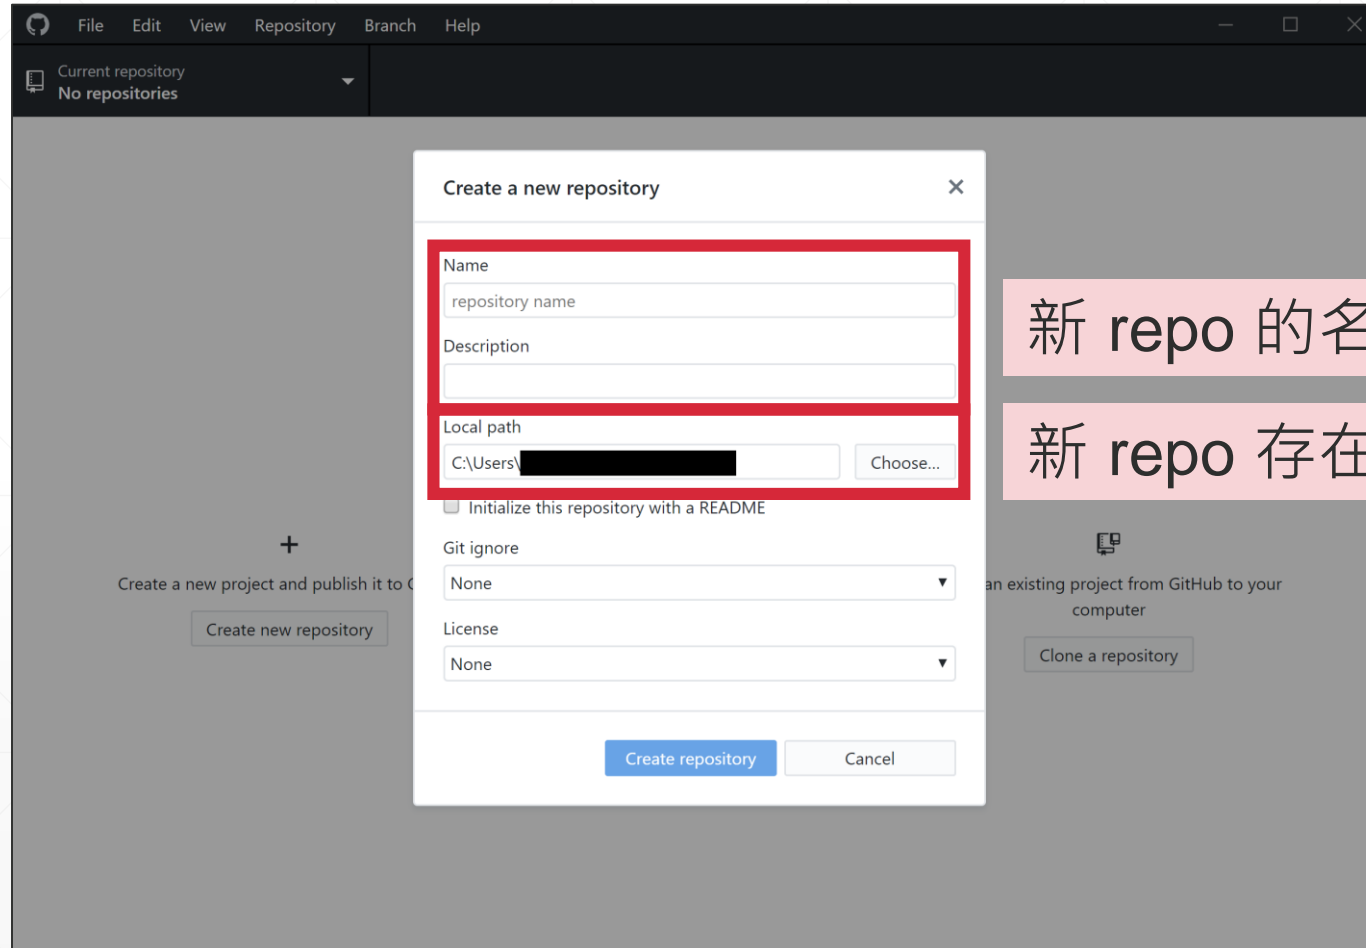 File Edit View Repository Branch Help
Current repository
No repositories
Create a new repository
Name
repository name
Description
Local path
C:\Users\
Choose...
Initialize this repository with a README
Git ignore
None
License
None
Create repository Cancel
新 repo 的名
新 repo 存在
Create a new project and publish it to
Create new repository
an existing project from GitHub to your
computer
Clone a repository